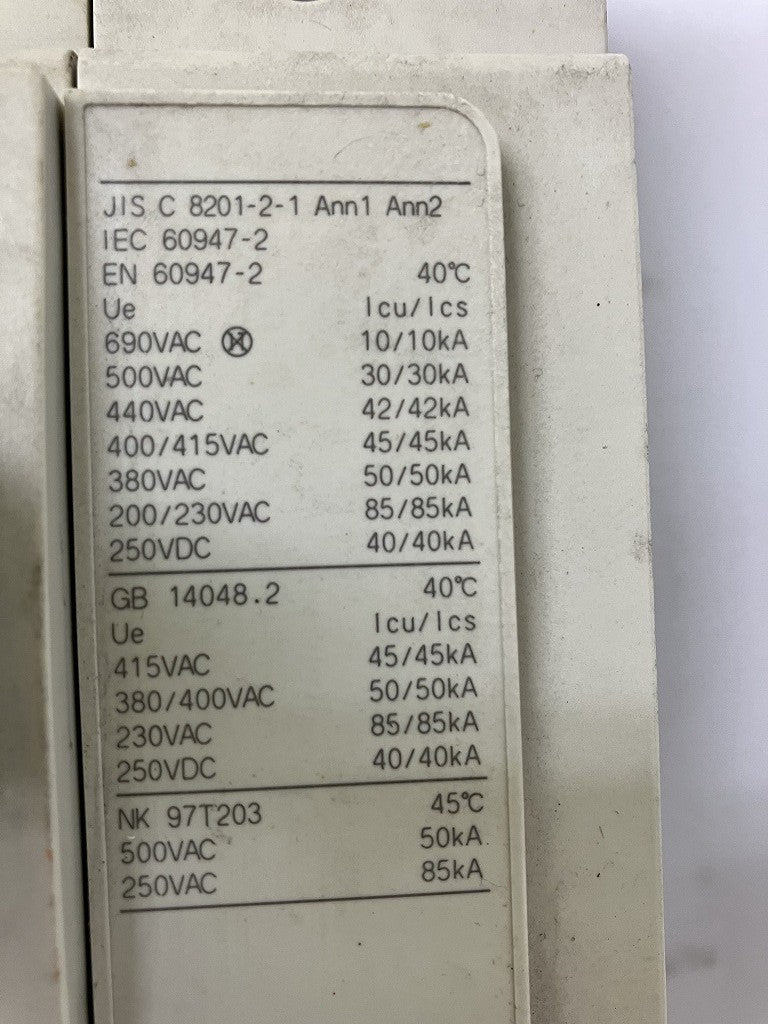 JIS C 8201-2-1 Ann1 Ann2
IEC 60947-2
EN 60947-2 40℃
Ue Icu/Ics
690VAC 10/10kA
500VAC 30/30kA
440VAC 42/42kA
400/415VAC 45/45kA
380VAC 50/50kA
200/230VAC 85/85kA
250VDC 40/40kA
GB 14048.2 40℃
Ue Icu/Ics
415VAC 45/45kA
380/400VAC 50/50kA
230VAC 85/85kA
250VDC 40/40kA
NK 97T203 45℃
500VAC 50kA
250VAC 85kA